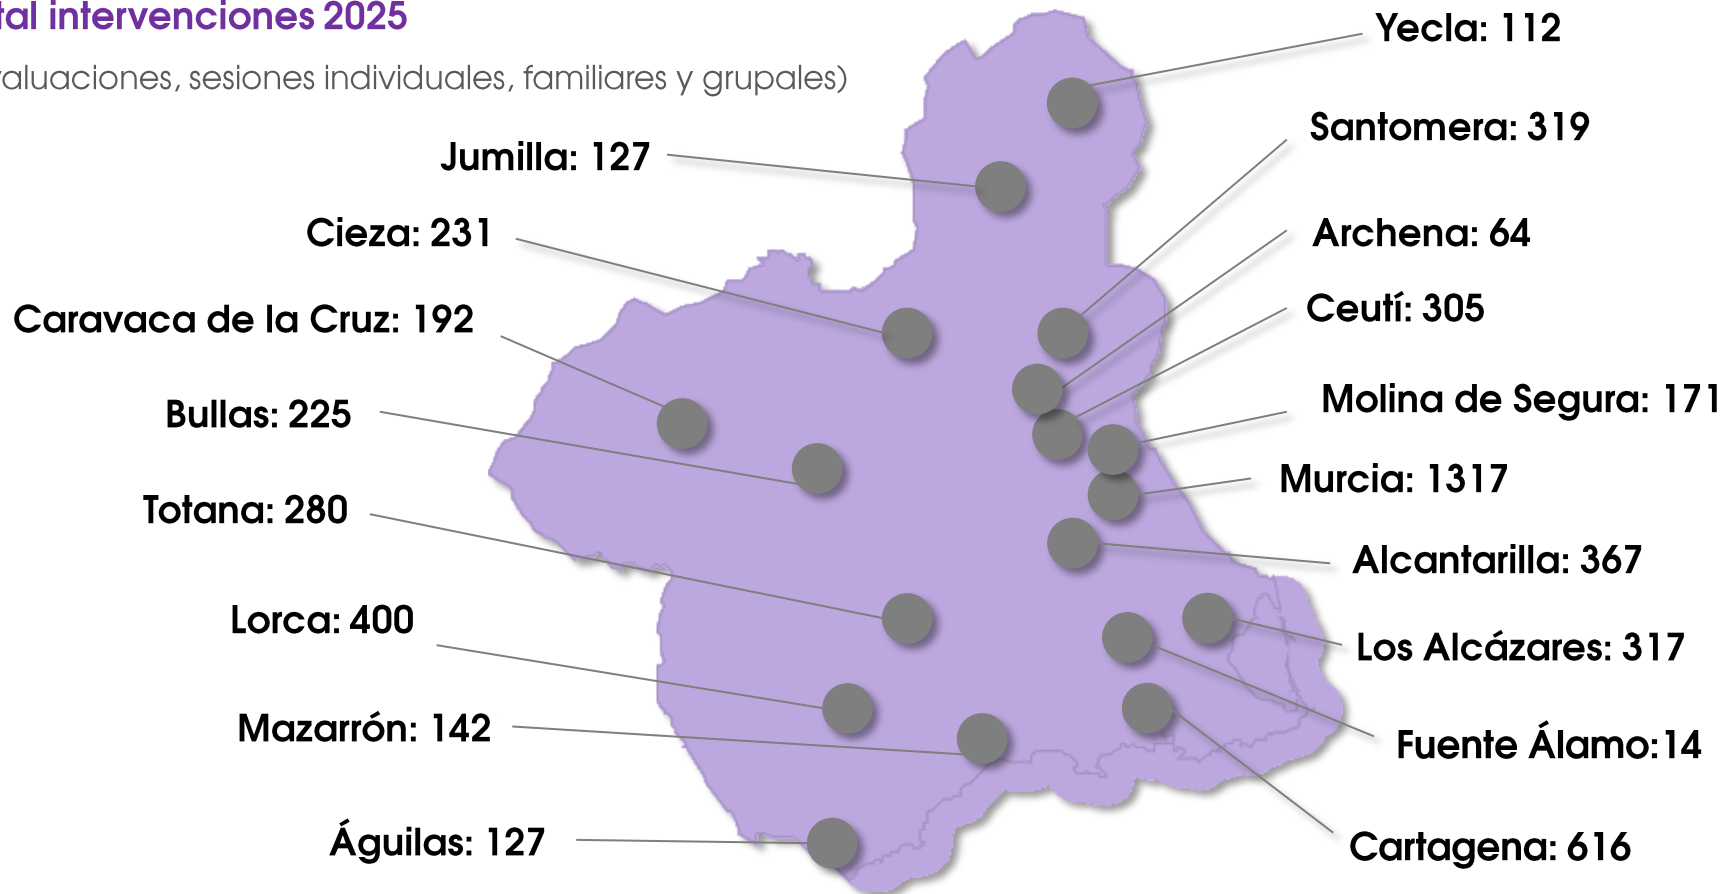 tal intervenciones 2025
valuaciones, sesiones individuales, familiares y grupales)
Yecla: 112
Santomera: 319
Jumilla: 127
Cieza: 231
Archena: 64
Caravaca de la Cruz: 192
Ceutí: 305
Bullas: 225
Molina de Segura: 171
Totana: 280
Murcia: 1317
Alcantarilla: 367
Lorca: 400
Los Alcázares: 317
Mazarrón: 142
Fuente Álamo:14
Águilas: 127
Cartagena: 616